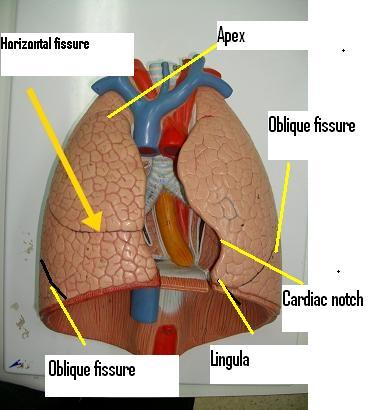 Horizontal fissure
Apex
Oblique fissure
Cardiac notch
Lingula
Oblique fissure